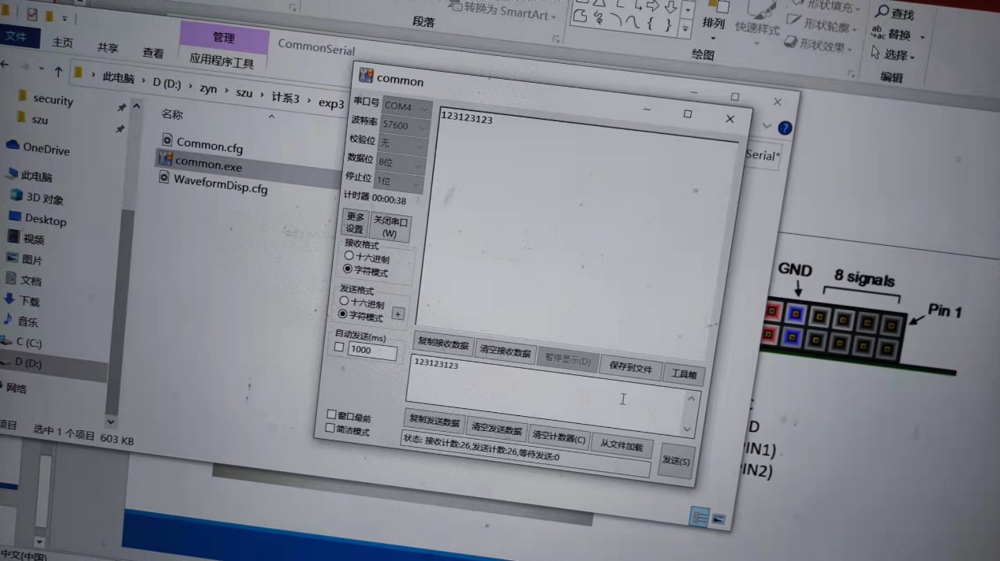 转换为 SmartArt
段落
排列
快速样式
形状填充
形状轮廓
形状效果
绘图
查找
替换
选择
编辑
文件
主页
共享
查看
管理
应用程序工具
CommonSerial
此电脑 › D (D:) › zyn › szu › 计系3 › exp3
Serial"
security
szu
OneDrive
此电脑
3D 对象
Desktop
视频
图片
文档
下载
音乐
C (C:)
D (D:)
网络
名称
Common.cfg
common.exe
WaveformDisp.cfg
选中 1 个项目 603 KB
common
串口号 COM4
波特率 57600
校验位 无
数据位 8位
停止位 1位
计时器 00:00:38
更多设置
关闭串口(W)
接收格式
十六进制
字符模式
发送格式
十六进制
字符模式
+
自动发送(ms)
1000
窗口最前
简洁模式
123123123
复制接收数据 清空接收数据 暂停显示(D) 保存到文件 工具箱
123123123
复制发送数据 清空发送数据 清空计数器(C) 从文件加载
发送(S)
状态: 接收计数:26,发送计数:26,等待发送:0
GND
8 signals
Pin 1
PIN1)
PIN2)
中文(中国)